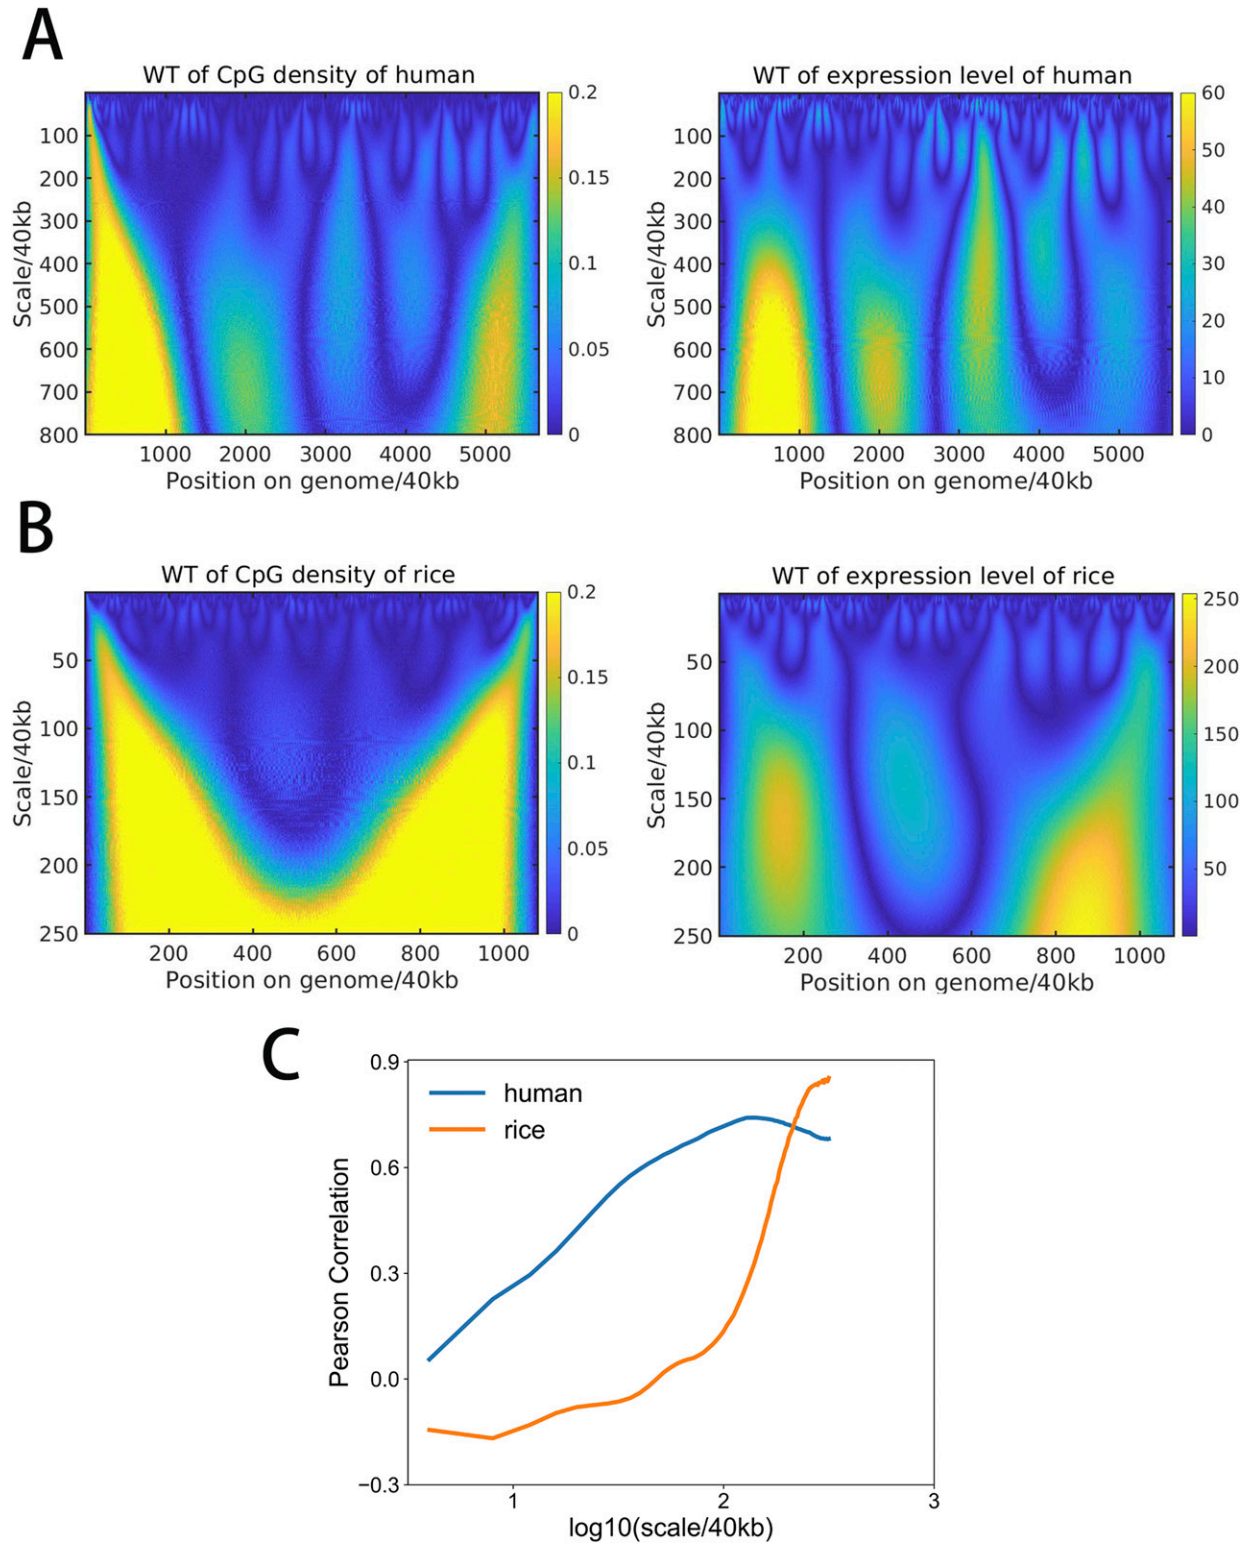 A
WT of CpG density of human
WT of expression level of human
0.2
0.15
0.1
0.05
0
60
50
40
30
20
10
0
100
200
300
400
500
600
700
800
100
200
300
400
500
600
700
800
Scale/40kb
Scale/40kb
1000 2000 3000 4000 5000
1000 2000 3000 4000 5000
Position on genome/40kb
Position on genome/40kb
B
WT of CpG density of rice
WT of expression level of rice
0.2
0.15
0.1
0.05
0
250
200
150
100
50
50
100
150
200
250
50
100
150
200
250
Scale/40kb
Scale/40kb
200 400 600 800 1000
200 400 600 800 1000
Position on genome/40kb
Position on genome/40kb
C
0.9
0.6
0.3
0.0
−0.3
Pearson Correlation
human
rice
1 2 3
log10(scale/40kb)